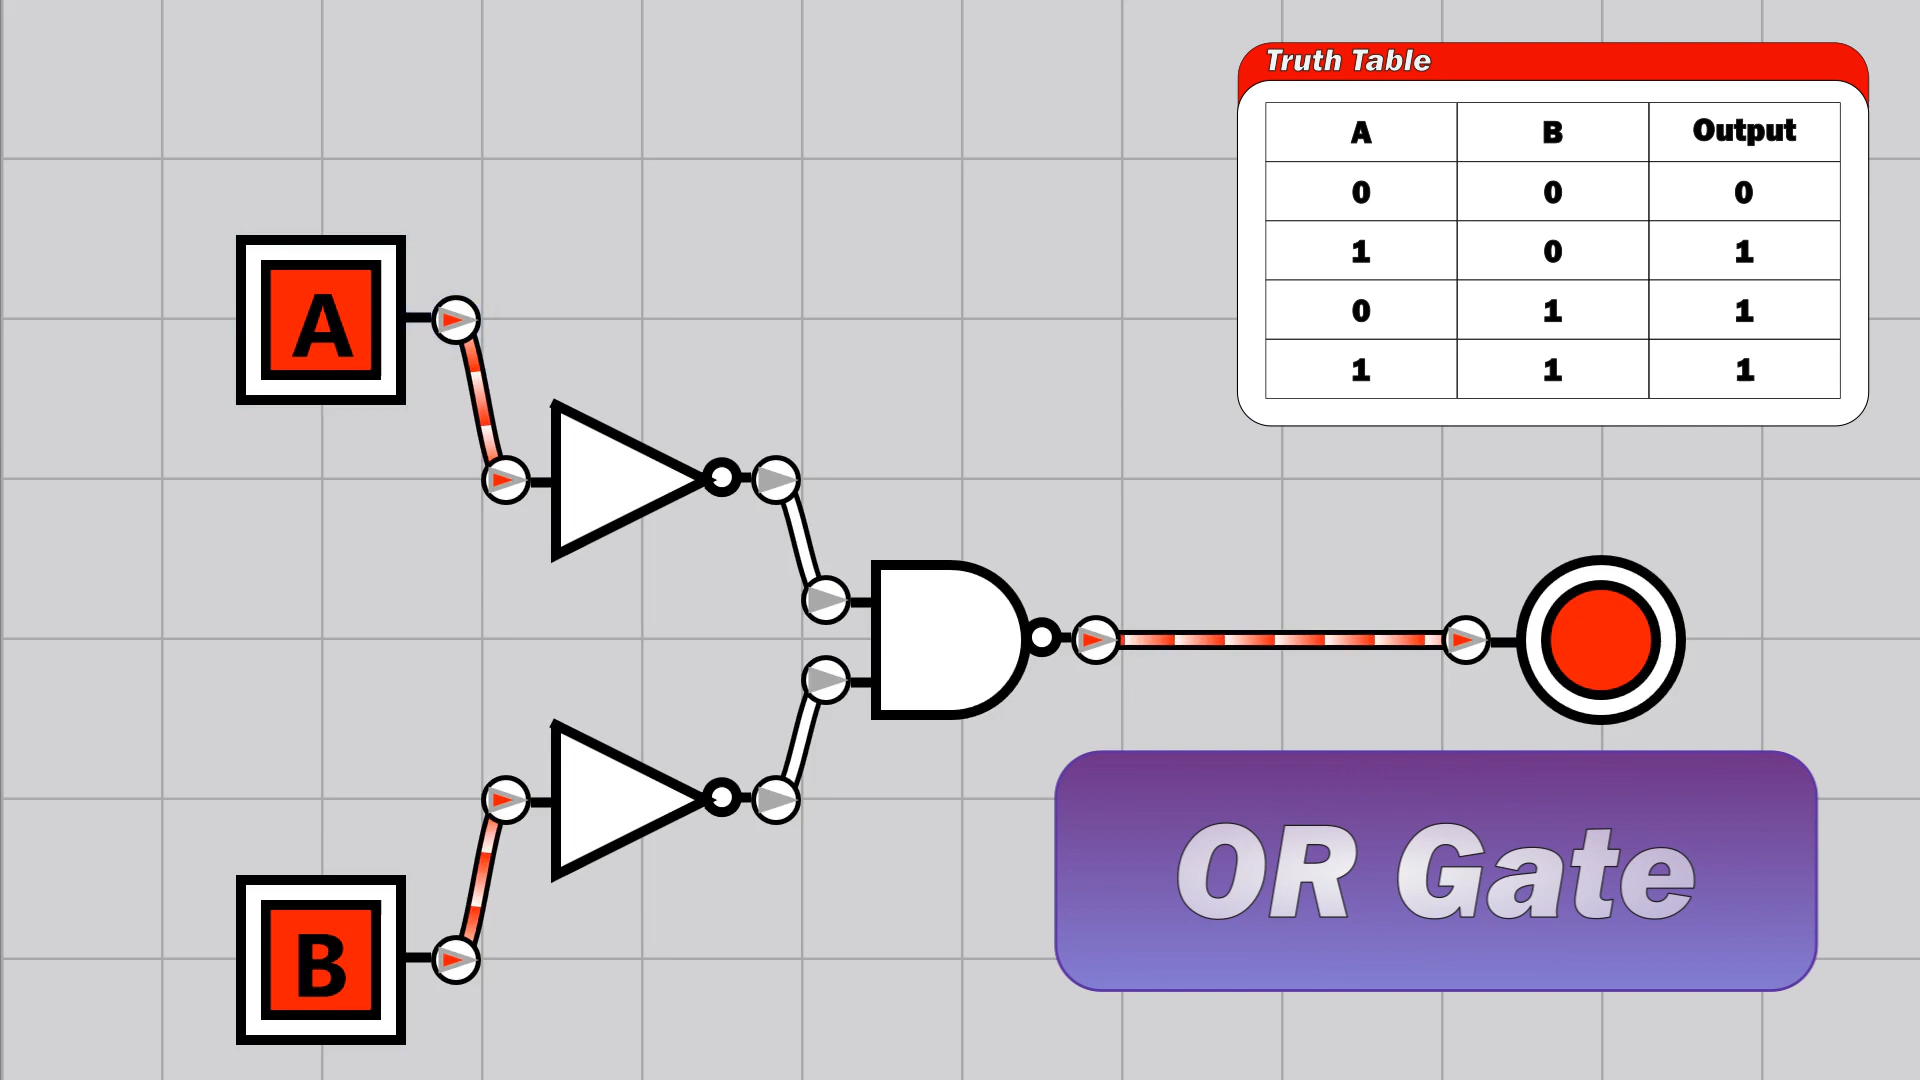 Truth Table
A B Output
0 0 0
1 0 1
0 1 1
1 1 1
A
B
OR Gate